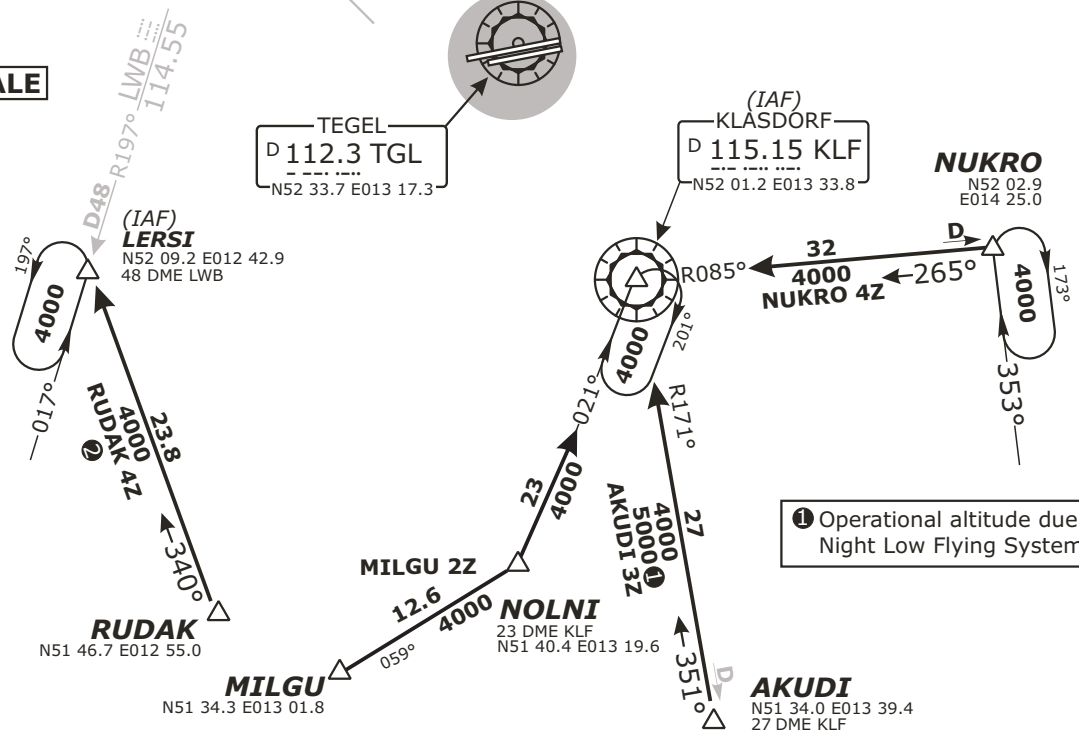 ALE
LWB
114.55
D48 R197°
TEGEL
D 112.3 TGL
N52 33.7 E013 17.3
(IAF)
KLASDORF
D 115.15 KLF
N52 01.2 E013 33.8
NUKRO
N52 02.9
E014 25.0
(IAF)
LERSI
N52 09.2 E012 42.9
48 DME LWB
197°
4000
017°
R085°
32
4000
NUKRO 4Z
265°
D
4000
173°
353°
4000
201°
021°
R171°
23.8
4000
RUDAK 4Z
❷
340°
RUDAK
N51 46.7 E012 55.0
23
4000
MILGU 2Z
12.6
4000
059°
NOLNI
23 DME KLF
N51 40.4 E013 19.6
MILGU
N51 34.3 E013 01.8
27
4000
5000❶
AKUDI 3Z
351°
D
AKUDI
N51 34.0 E013 39.4
27 DME KLF
❶ Operational altitude due
Night Low Flying System